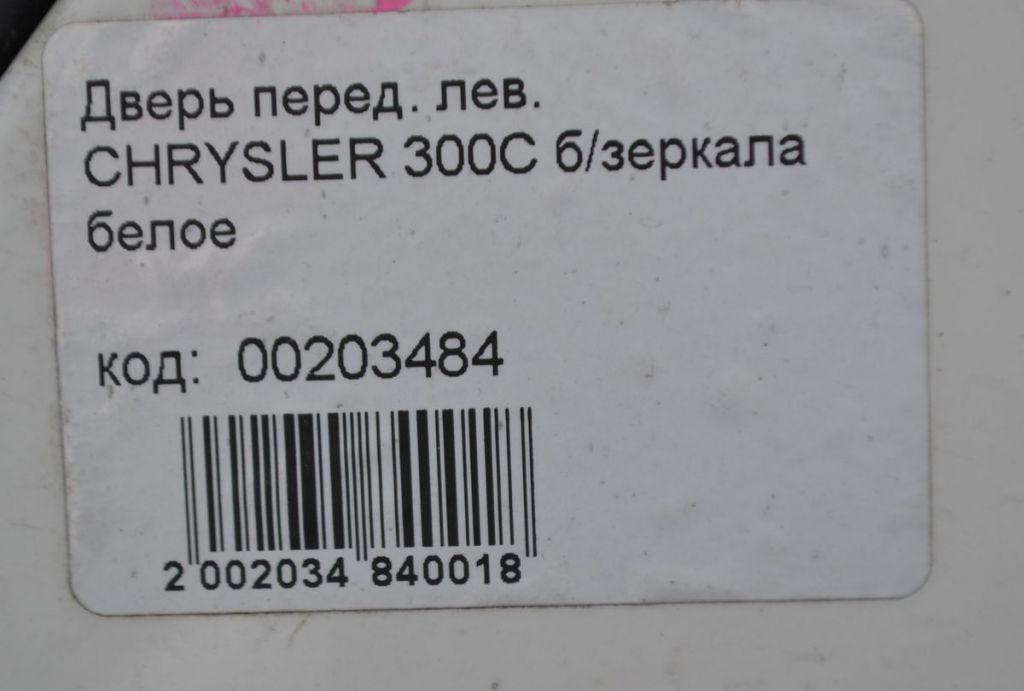 Дверь перед. лев.
CHRYSLER 300C б/зеркала
белое
код: 00203484
2 002034 840018